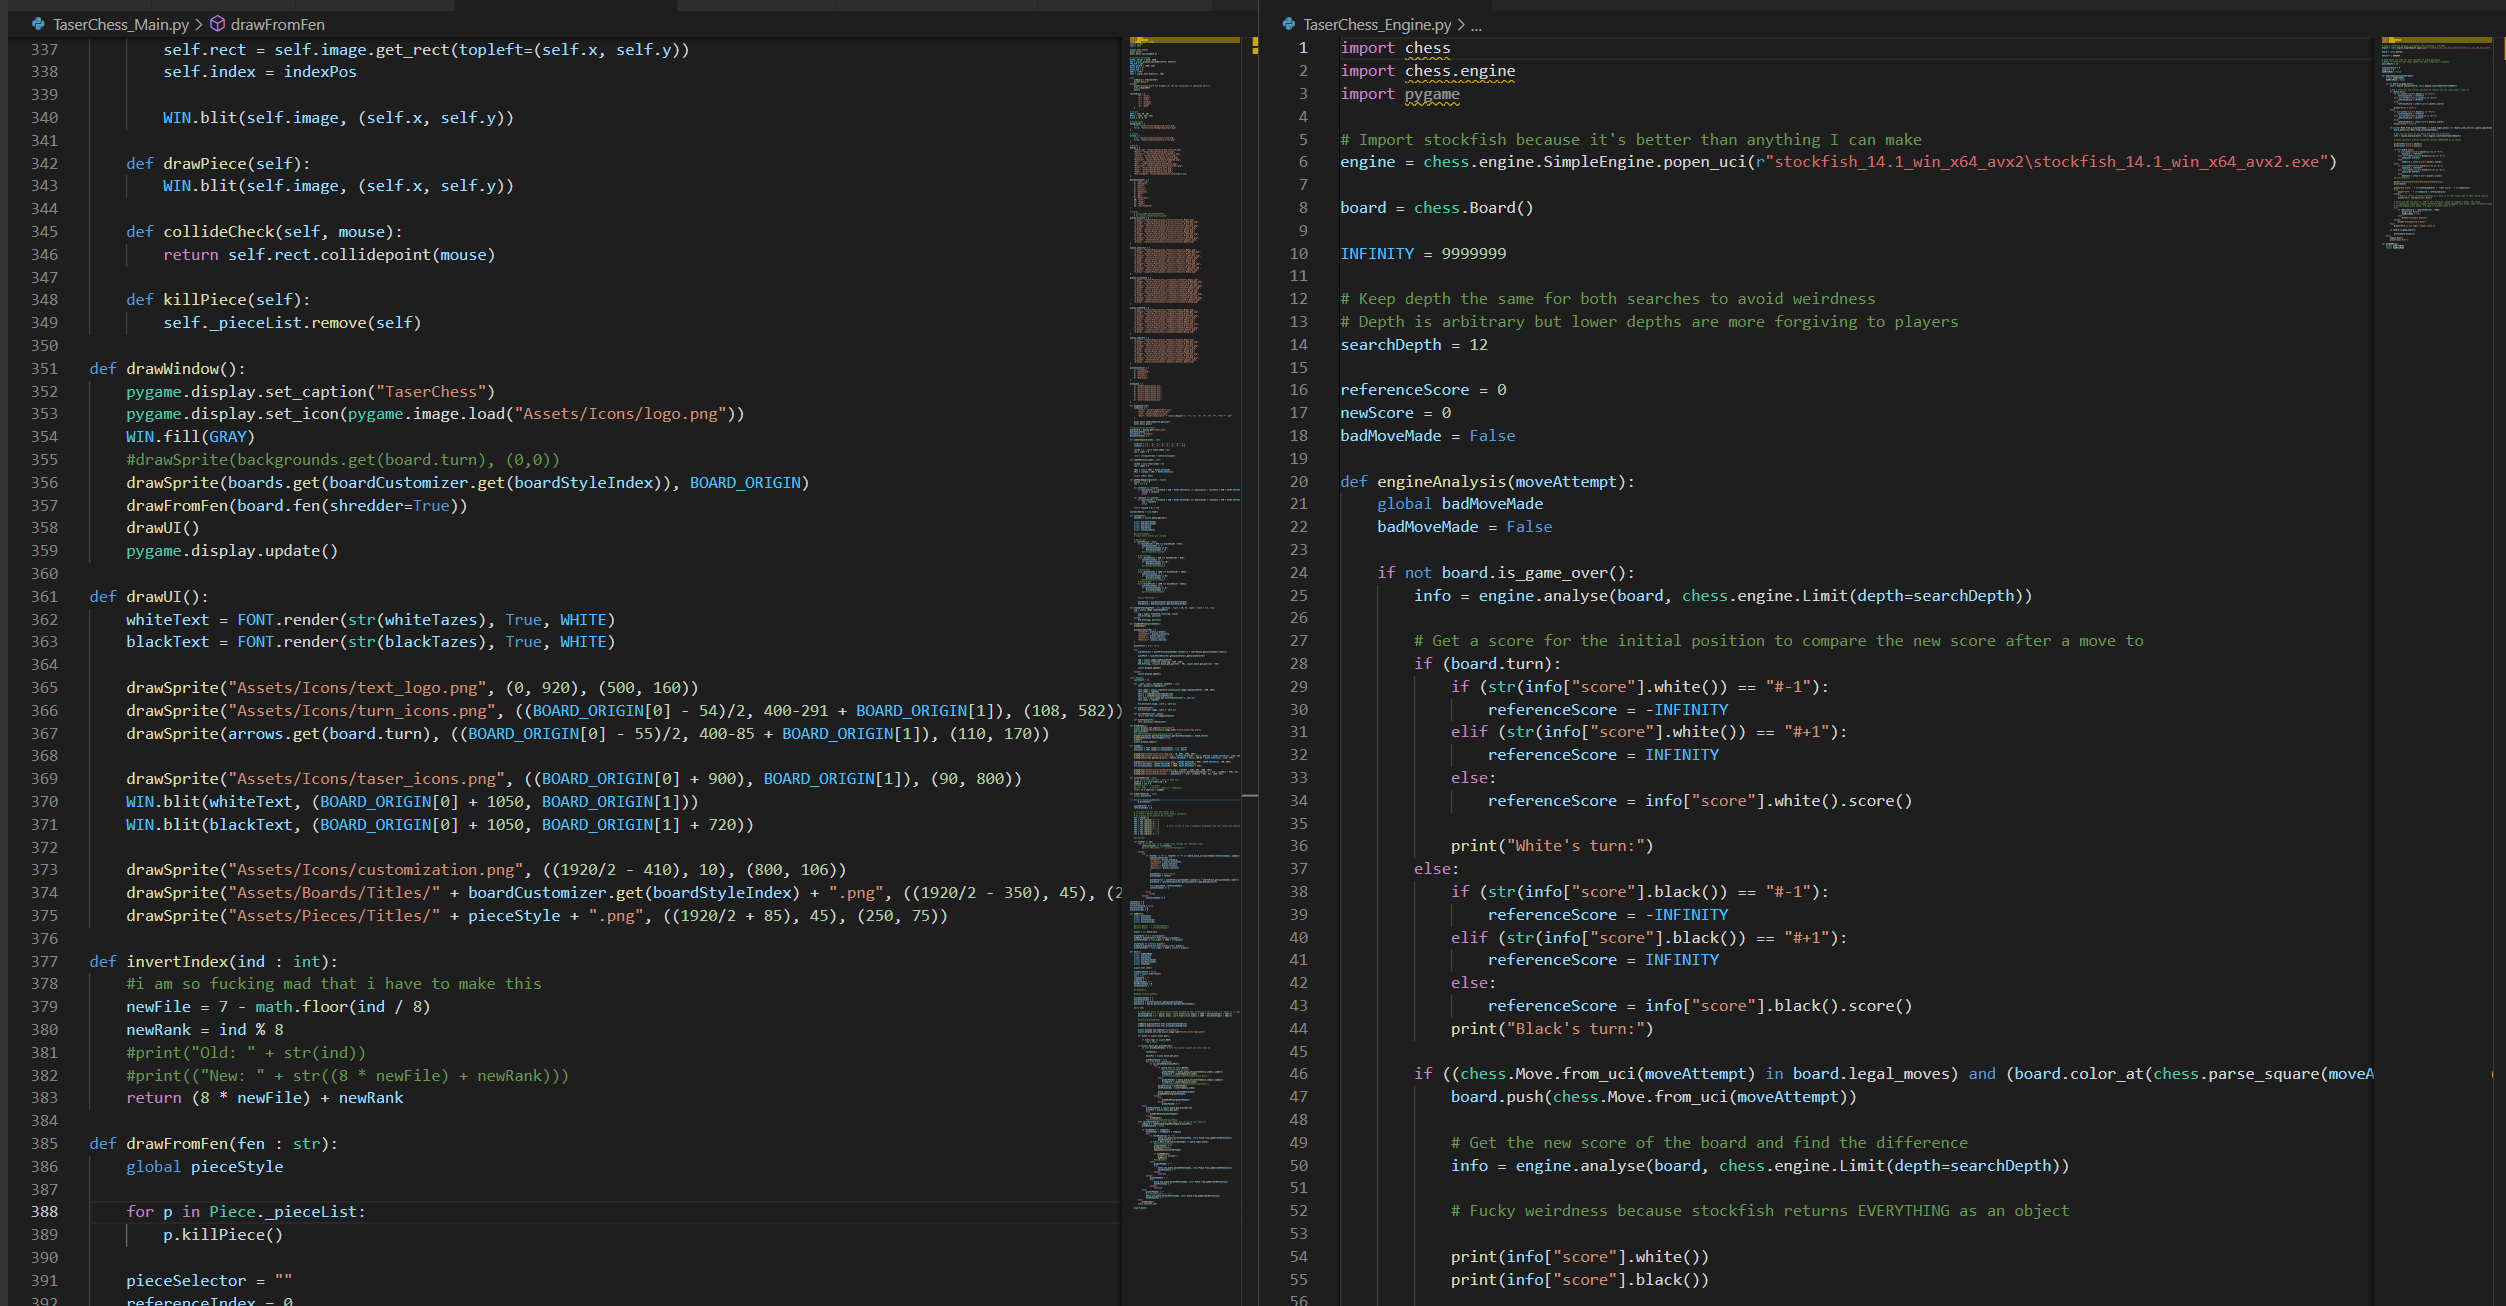 TaserChess_Main.py > drawFromFen
337 self.rect = self.image.get_rect(topleft=(self.x, self.y))
338 self.index = indexPos
339
340 WIN.blit(self.image, (self.x, self.y))
341
342 def drawPiece(self):
343 WIN.blit(self.image, (self.x, self.y))
344
345 def collideCheck(self, mouse):
346 return self.rect.collidepoint(mouse)
347
348 def killPiece(self):
349 self._pieceList.remove(self)
350
351 def drawWindow():
352 pygame.display.set_caption("TaserChess")
353 pygame.display.set_icon(pygame.image.load("Assets/Icons/logo.png"))
354 WIN.fill(GRAY)
355 #drawSprite(backgrounds.get(board.turn), (0,0))
356 drawSprite(boards.get(boardCustomizer.get(boardStyleIndex)), BOARD_ORIGIN)
357 drawFromFen(board.fen(shredder=True))
358 drawUI()
359 pygame.display.update()
360
361 def drawUI():
362 whiteText = FONT.render(str(whiteTazes), True, WHITE)
363 blackText = FONT.render(str(blackTazes), True, WHITE)
364
365 drawSprite("Assets/Icons/text_logo.png", (0, 920), (500, 160))
366 drawSprite("Assets/Icons/turn_icons.png", ((BOARD_ORIGIN[0] - 54)/2, 400-291 + BOARD_ORIGIN[1]), (108, 582))
367 drawSprite(arrows.get(board.turn), ((BOARD_ORIGIN[0] - 55)/2, 400-85 + BOARD_ORIGIN[1]), (110, 170))
368
369 drawSprite("Assets/Icons/taser_icons.png", ((BOARD_ORIGIN[0] + 900), BOARD_ORIGIN[1]), (90, 800))
370 WIN.blit(whiteText, (BOARD_ORIGIN[0] + 1050, BOARD_ORIGIN[1]))
371 WIN.blit(blackText, (BOARD_ORIGIN[0] + 1050, BOARD_ORIGIN[1] + 720))
372
373 drawSprite("Assets/Icons/customization.png", ((1920/2 - 410), 10), (800, 106))
374 drawSprite("Assets/Boards/Titles/" + boardCustomizer.get(boardStyleIndex) + ".png", ((1920/2 - 350), 45), (2
375 drawSprite("Assets/Pieces/Titles/" + pieceStyle + ".png", ((1920/2 + 85), 45), (250, 75))
376
377 def invertIndex(ind : int):
378 #i am so fucking mad that i have to make this
379 newFile = 7 - math.floor(ind / 8)
380 newRank = ind % 8
381 #print("Old: " + str(ind))
382 #print(("New: " + str((8 * newFile) + newRank)))
383 return (8 * newFile) + newRank
384
385 def drawFromFen(fen : str):
386 global pieceStyle
387
388 for p in Piece._pieceList:
389 p.killPiece()
390
391 pieceSelector = ""
392 referenceIndex = 0
TaserChess_Engine.py > ...
1 import chess
2 import chess.engine
3 import pygame
4
5 # Import stockfish because it's better than anything I can make
6 engine = chess.engine.SimpleEngine.popen_uci(r"stockfish_14.1_win_x64_avx2\stockfish_14.1_win_x64_avx2.exe")
7
8 board = chess.Board()
9
10 INFINITY = 9999999
11
12 # Keep depth the same for both searches to avoid weirdness
13 # Depth is arbitrary but lower depths are more forgiving to players
14 searchDepth = 12
15
16 referenceScore = 0
17 newScore = 0
18 badMoveMade = False
19
20 def engineAnalysis(moveAttempt):
21 global badMoveMade
22 badMoveMade = False
23
24 if not board.is_game_over():
25 info = engine.analyse(board, chess.engine.Limit(depth=searchDepth))
26
27 # Get a score for the initial position to compare the new score after a move to
28 if (board.turn):
29 if (str(info["score"].white()) == "#-1"):
30 referenceScore = -INFINITY
31 elif (str(info["score"].white()) == "#+1"):
32 referenceScore = INFINITY
33 else:
34 referenceScore = info["score"].white().score()
35
36 print("White's turn:")
37 else:
38 if (str(info["score"].black()) == "#-1"):
39 referenceScore = -INFINITY
40 elif (str(info["score"].black()) == "#+1"):
41 referenceScore = INFINITY
42 else:
43 referenceScore = info["score"].black().score()
44 print("Black's turn:")
45
46 if ((chess.Move.from_uci(moveAttempt) in board.legal_moves) and (board.color_at(chess.parse_square(moveA
47 board.push(chess.Move.from_uci(moveAttempt))
48
49 # Get the new score of the board and find the difference
50 info = engine.analyse(board, chess.engine.Limit(depth=searchDepth))
51
52 # Fucky weirdness because stockfish returns EVERYTHING as an object
53
54 print(info["score"].white())
55 print(info["score"].black())
56